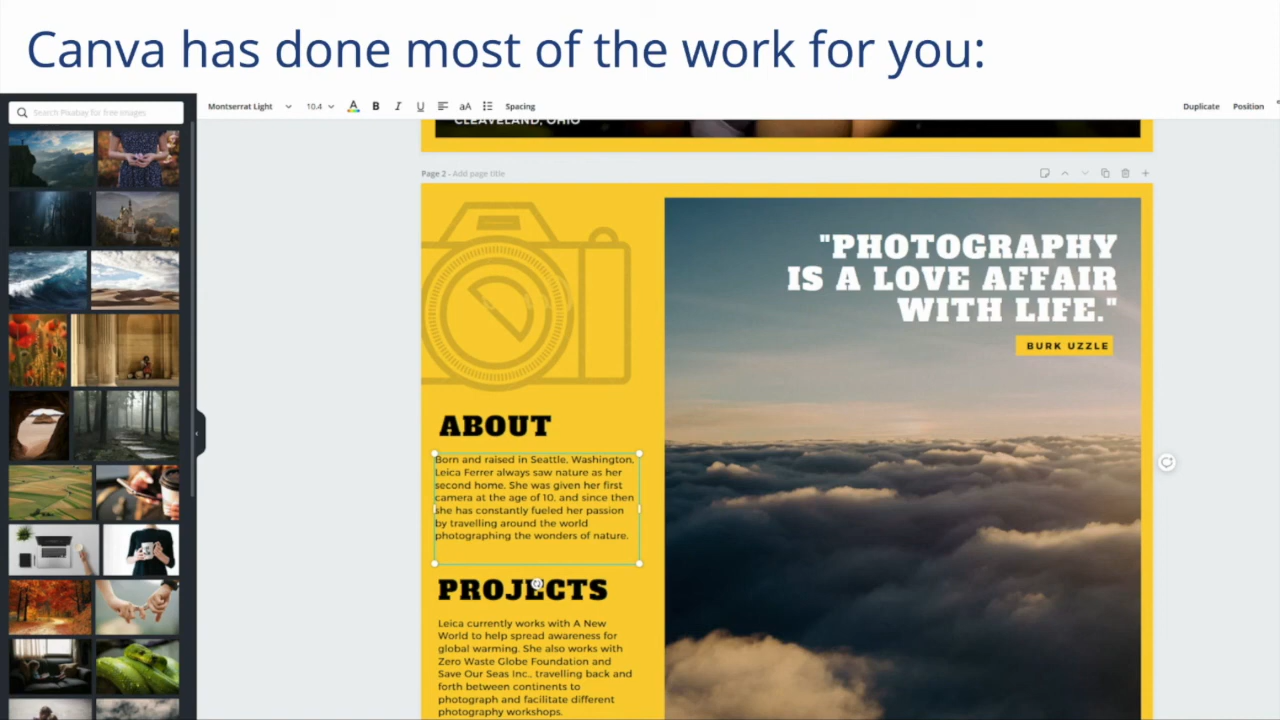 Canva has done most of the work for you:
Search Pixabay for free images
Montserrat Light 10.4 A B I U aA Spacing Duplicate Position
CLEAVELAND, OHIO
Page 2 - Add page title
"PHOTOGRAPHY
IS A LOVE AFFAIR
WITH LIFE."
BURK UZZLE
ABOUT
Born and raised in Seattle, Washington,
Leica Ferrer always saw nature as her
second home. She was given her first
camera at the age of 10, and since then
she has constantly fueled her passion
by travelling around the world
photographing the wonders of nature.
PROJECTS
Leica currently works with A New
World to help spread awareness for
global warming. She also works with
Zero Waste Globe Foundation and
Save Our Seas Inc., travelling back and
forth between continents to
photograph and facilitate different
photography workshops.